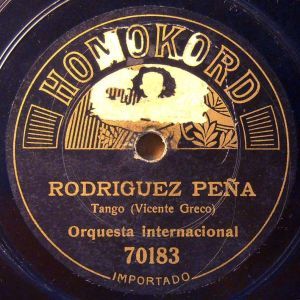 HOMOKORD
RODRIGUEZ PEÑA
Tango (Vicente Greco)
Orquesta internacional
70183
IMPORTADO